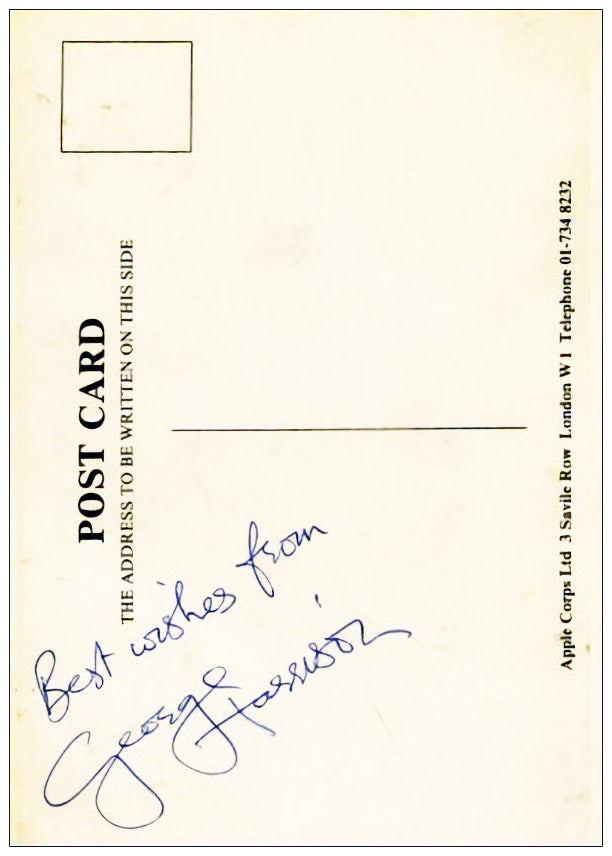 POST CARD
THE ADDRESS TO BE WRITTEN ON THIS SIDE
Best wishes from
George Harrison
Apple Corps Ltd 3 Savile Row London W1 Telephone 01-734 8232